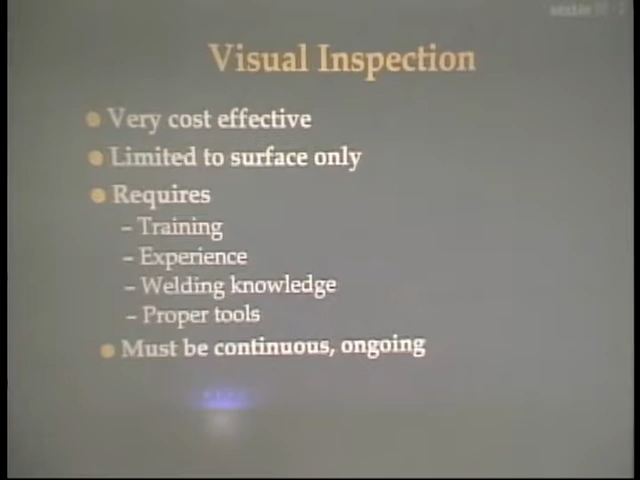 Visual Inspection
Very cost effective
Limited to surface only
Requires
– Training
– Experience
– Welding knowledge
– Proper tools
Must be continuous, ongoing